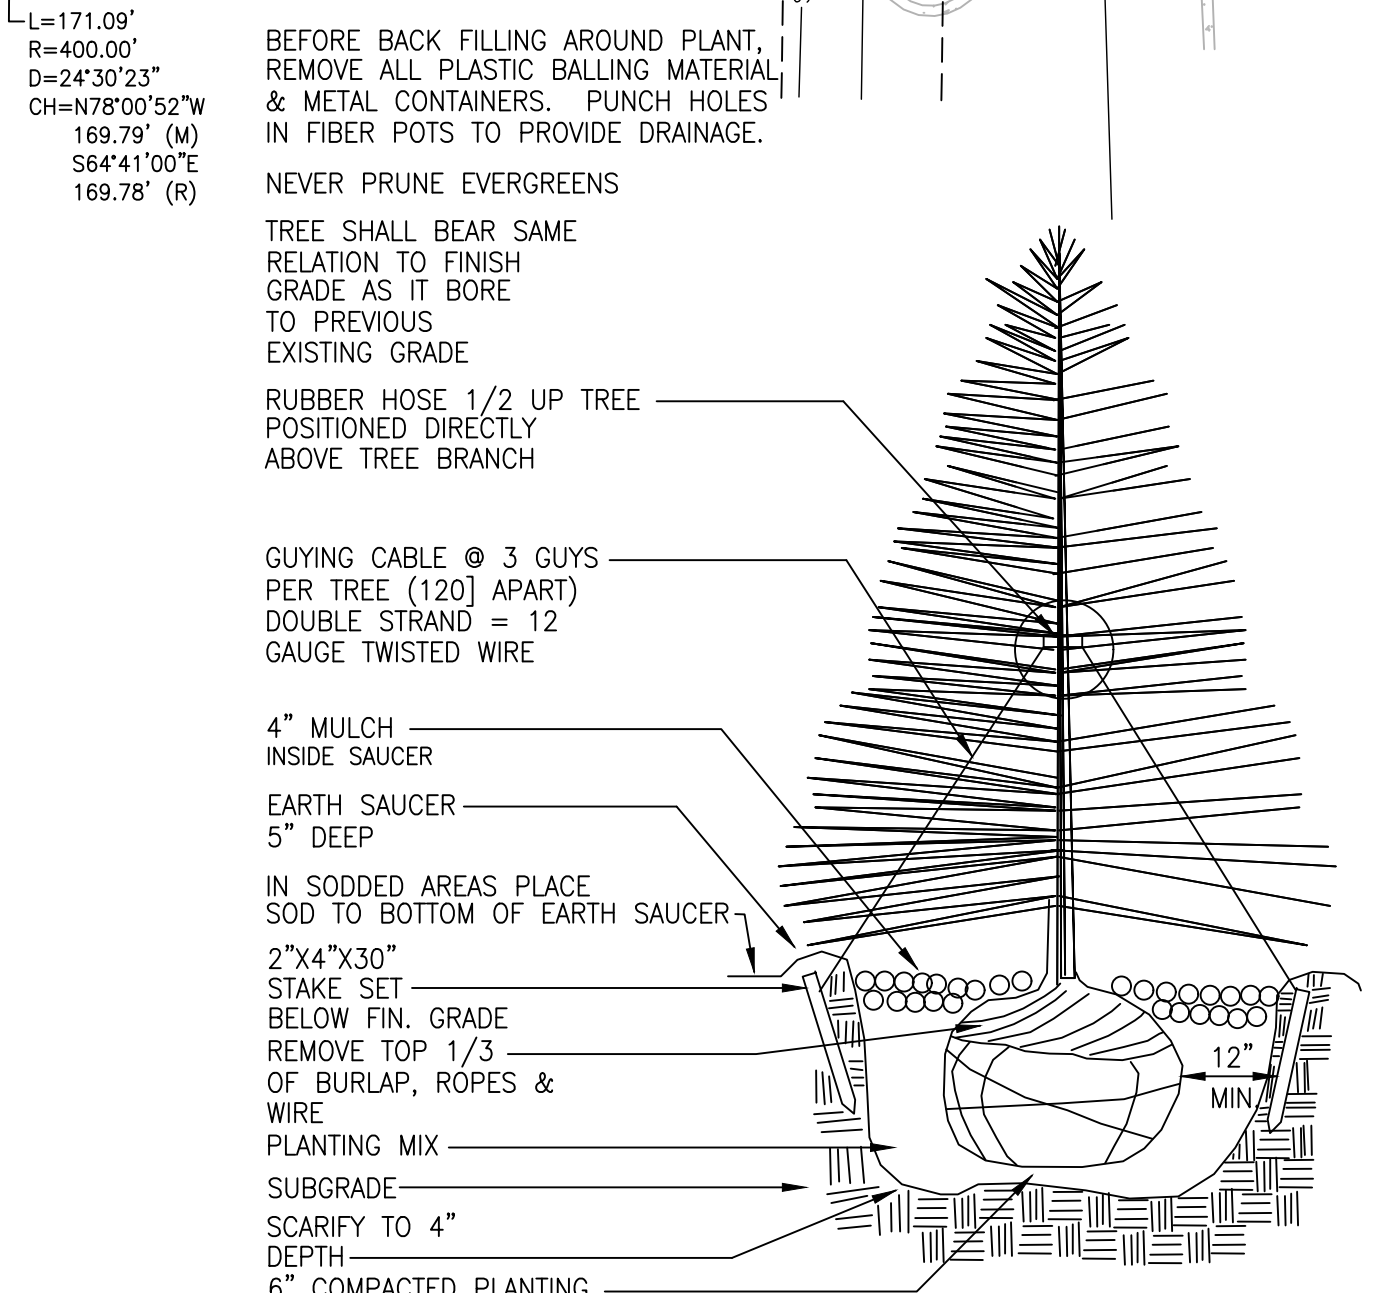 L=171.09'
R=400.00'
D=24°30'23"
CH=N78°00'52"W
169.79' (M)
S64°41'00"E
169.78' (R)
BEFORE BACK FILLING AROUND PLANT,
REMOVE ALL PLASTIC BALLING MATERIAL
& METAL CONTAINERS. PUNCH HOLES
IN FIBER POTS TO PROVIDE DRAINAGE.
NEVER PRUNE EVERGREENS
TREE SHALL BEAR SAME
RELATION TO FINISH
GRADE AS IT BORE
TO PREVIOUS
EXISTING GRADE
RUBBER HOSE 1/2 UP TREE
POSITIONED DIRECTLY
ABOVE TREE BRANCH
GUYING CABLE @ 3 GUYS
PER TREE (120] APART)
DOUBLE STRAND = 12
GAUGE TWISTED WIRE
4" MULCH
INSIDE SAUCER
EARTH SAUCER
5" DEEP
IN SODDED AREAS PLACE
SOD TO BOTTOM OF EARTH SAUCER
2"X4"X30"
STAKE SET
BELOW FIN. GRADE
REMOVE TOP 1/3
OF BURLAP, ROPES &
WIRE
PLANTING MIX
SUBGRADE
SCARIFY TO 4"
DEPTH
6" COMPACTED PLANTING
12"
MIN.